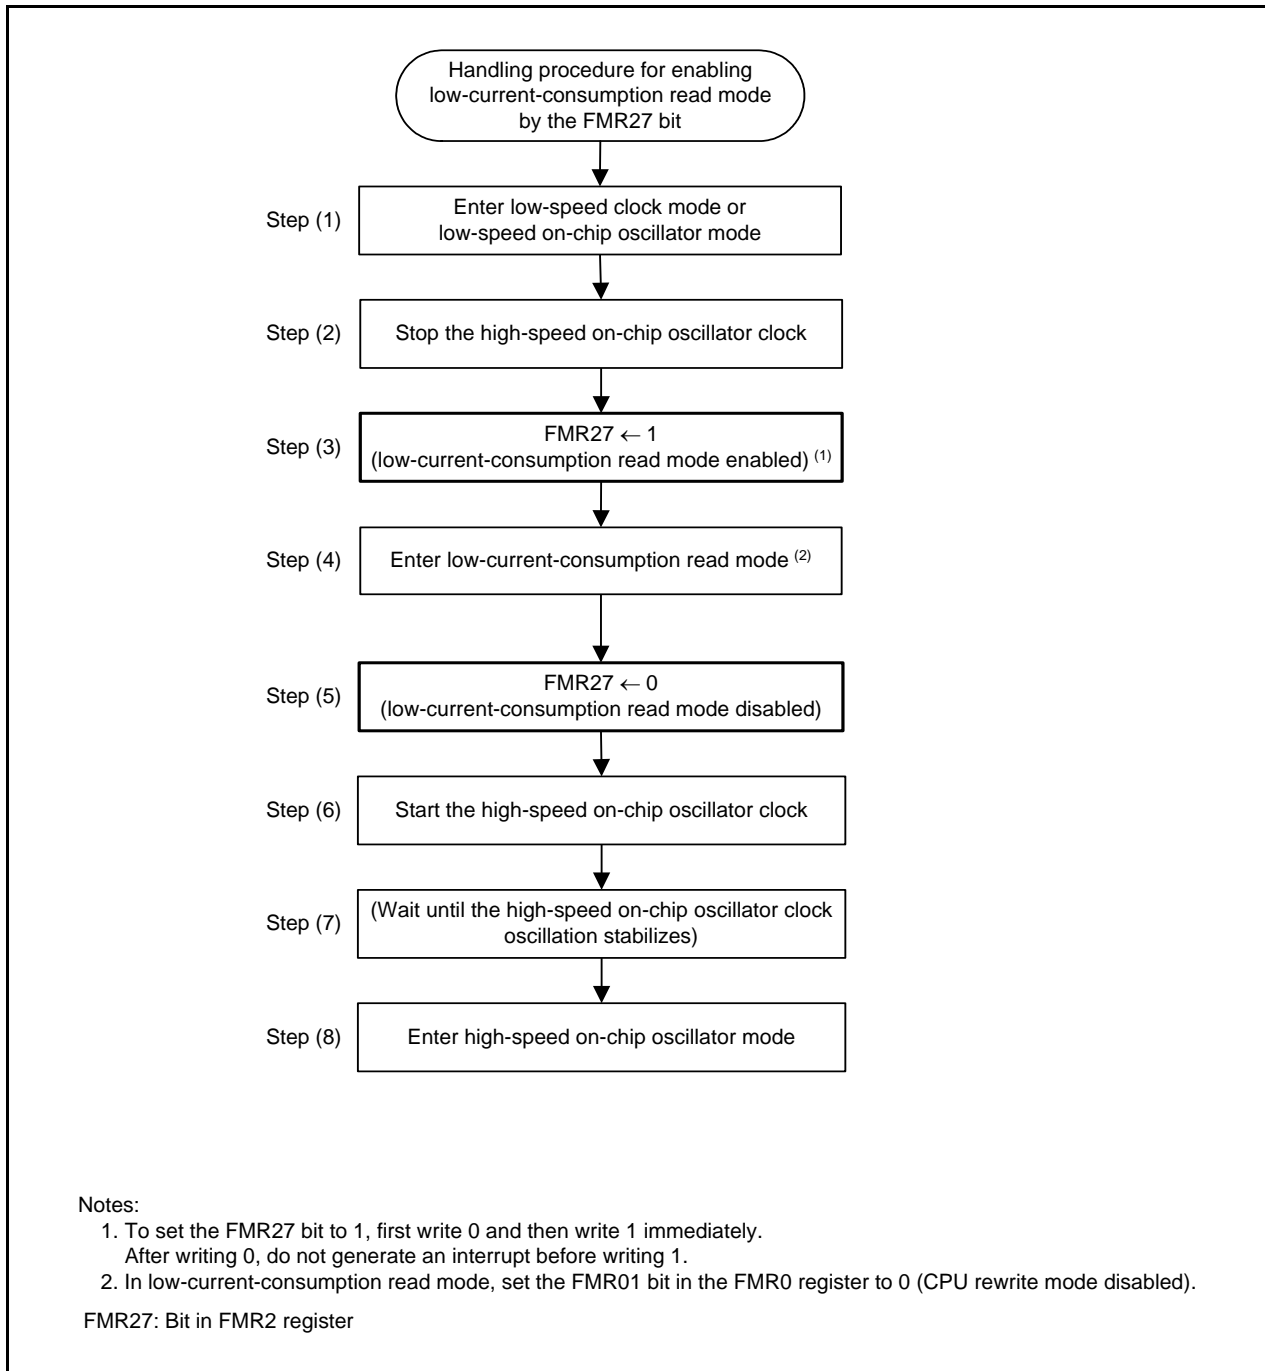 Handling procedure for enabling
low-current-consumption read mode
by the FMR27 bit
Step (1)
Enter low-speed clock mode or
low-speed on-chip oscillator mode
Step (2)
Stop the high-speed on-chip oscillator clock
Step (3)
FMR27 ← 1
(low-current-consumption read mode enabled) (1)
Step (4)
Enter low-current-consumption read mode (2)
Step (5)
FMR27 ← 0
(low-current-consumption read mode disabled)
Step (6)
Start the high-speed on-chip oscillator clock
Step (7)
(Wait until the high-speed on-chip oscillator clock
oscillation stabilizes)
Step (8)
Enter high-speed on-chip oscillator mode
Notes:
1. To set the FMR27 bit to 1, first write 0 and then write 1 immediately.
After writing 0, do not generate an interrupt before writing 1.
2. In low-current-consumption read mode, set the FMR01 bit in the FMR0 register to 0 (CPU rewrite mode disabled).
FMR27: Bit in FMR2 register